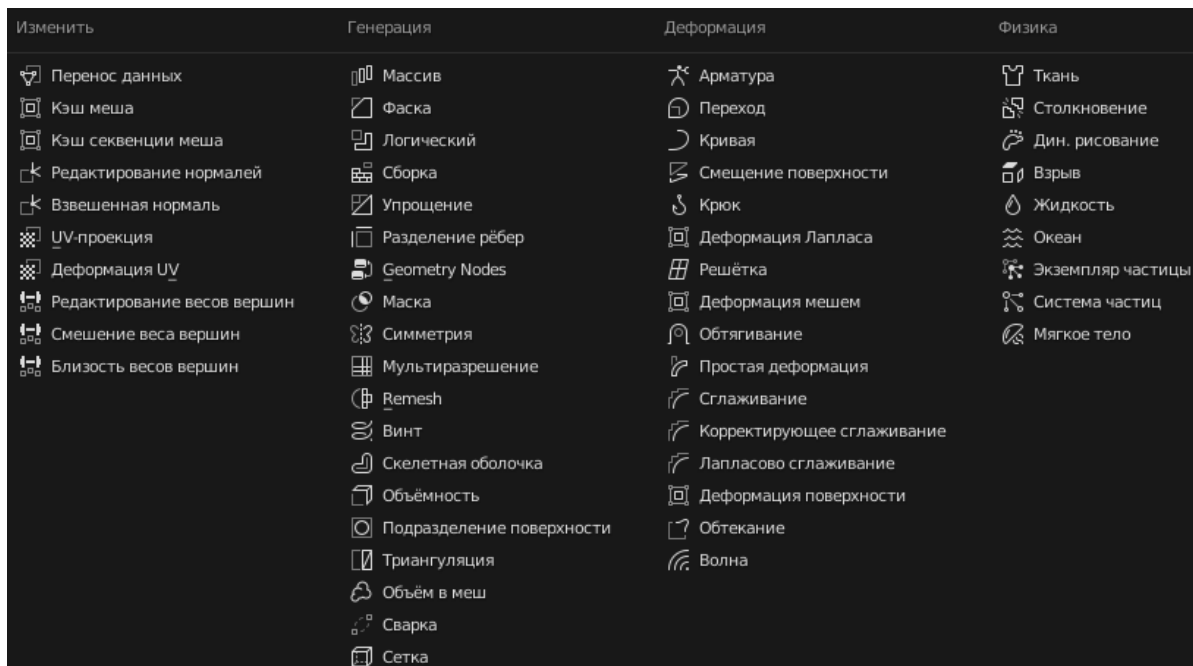 Изменить
Перенос данных
Кэш меша
Кэш секвенции меша
Редактирование нормалей
Взвешенная нормаль
UV-проекция
Деформация UV
Редактирование весов вершин
Смешение веса вершин
Близость весов вершин
Генерация
Массив
Фаска
Логический
Сборка
Упрощение
Разделение рёбер
Geometry Nodes
Маска
Симметрия
Мультиразрешение
Remesh
Винт
Скелетная оболочка
Объёмность
Подразделение поверхности
Триангуляция
Объём в меш
Сварка
Сетка
Деформация
Арматура
Переход
Кривая
Смещение поверхности
Крюк
Деформация Лапласа
Решётка
Деформация мешем
Обтягивание
Простая деформация
Сглаживание
Корректирующее сглаживание
Лапласово сглаживание
Деформация поверхности
Обтекание
Волна
Физика
Ткань
Столкновение
Дин. рисование
Взрыв
Жидкость
Океан
Экземпляр частицы
Система частиц
Мягкое тело